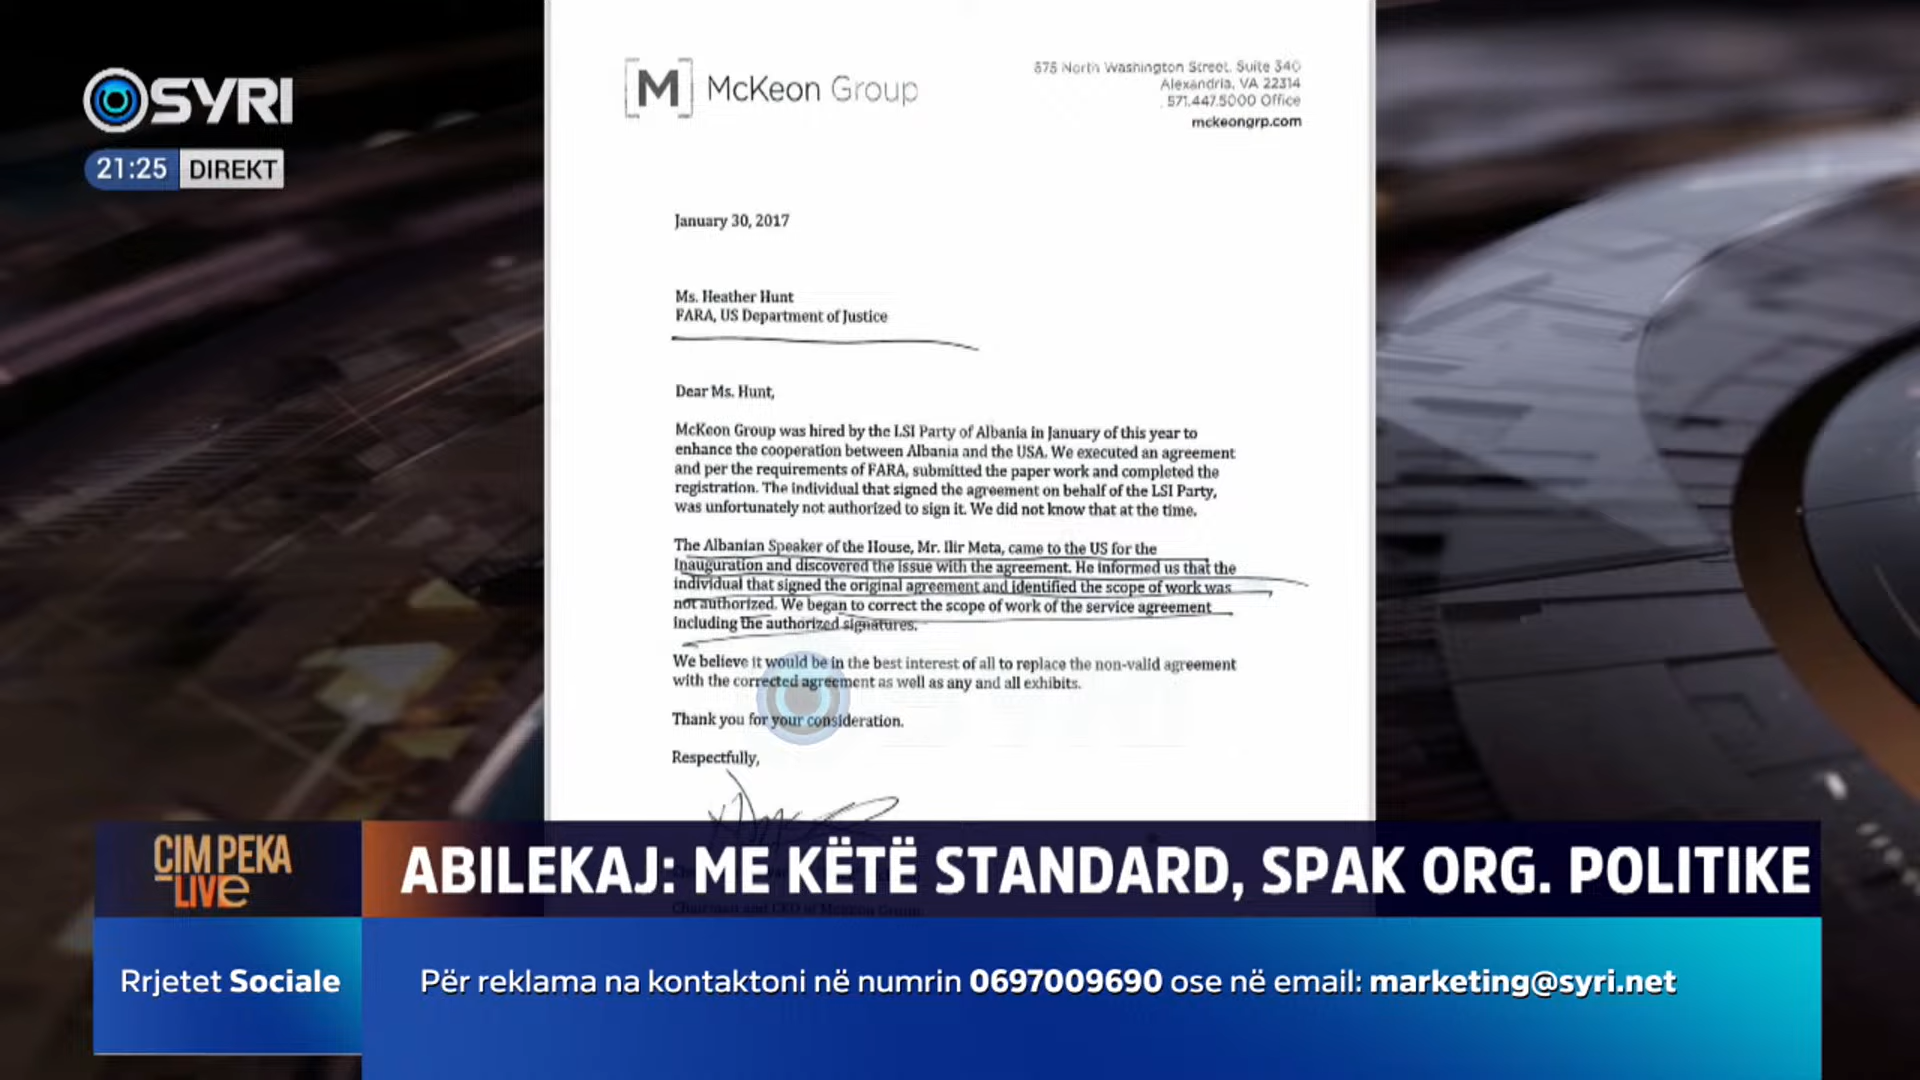 SYRI
21:25 DIREKT
[M] McKeon Group
675 North Washington Street, Suite 340
Alexandria, VA 22314
571.447.5000 Office
mckeongrp.com
January 30, 2017
Ms. Heather Hunt
FARA, US Department of Justice
Dear Ms. Hunt,
McKeon Group was hired by the LSI Party of Albania in January of this year to
enhance the cooperation between Albania and the USA. We executed an agreement
and per the requirements of FARA, submitted the paper work and completed the
registration. The individual that signed the agreement on behalf of the LSI Party,
was unfortunately not authorized to sign it. We did not know that at the time.
The Albanian Speaker of the House, Mr. Ilir Meta, came to the US for the
Inauguration and discovered the issue with the agreement. He informed us that the
individual that signed the original agreement and identified the scope of work was
not authorized. We began to correct the scope of work of the service agreement
including the authorized signatures.
We believe it would be in the best interest of all to replace the non-valid agreement
with the corrected agreement as well as any and all exhibits.
Thank you for your consideration.
Respectfully,
SYRI
Chairman and CEO of McKeon Group
ÇIM PEKA
LIVe
ABILEKAJ: ME KËTË STANDARD, SPAK ORG. POLITIKE
Rrjetet Sociale
Për reklama na kontaktoni në numrin 0697009690 ose në email: marketing@syri.net